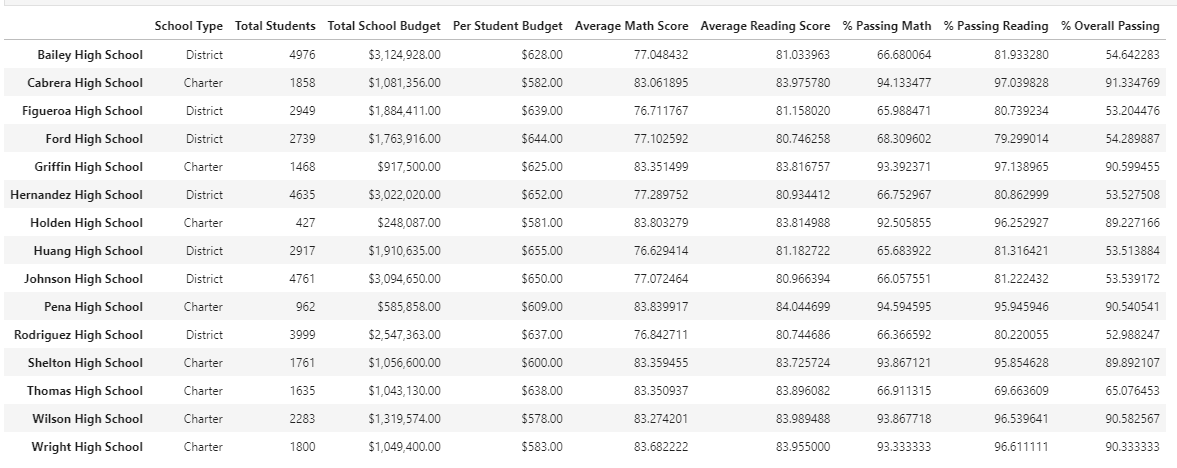 School Type Total Students Total School Budget Per Student Budget Average Math Score Average Reading Score % Passing Math % Passing Reading % Overall Passing
Bailey High School District 4976 $3,124,928.00 $628.00 77.048432 81.033963 66.680064 81.933280 54.642283
Cabrera High School Charter 1858 $1,081,356.00 $582.00 83.061895 83.975780 94.133477 97.039828 91.334769
Figueroa High School District 2949 $1,884,411.00 $639.00 76.711767 81.158020 65.988471 80.739234 53.204476
Ford High School District 2739 $1,763,916.00 $644.00 77.102592 80.746258 68.309602 79.299014 54.289887
Griffin High School Charter 1468 $917,500.00 $625.00 83.351499 83.816757 93.392371 97.138965 90.599455
Hernandez High School District 4635 $3,022,020.00 $652.00 77.289752 80.934412 66.752967 80.862999 53.527508
Holden High School Charter 427 $248,087.00 $581.00 83.803279 83.814988 92.505855 96.252927 89.227166
Huang High School District 2917 $1,910,635.00 $655.00 76.629414 81.182722 65.683922 81.316421 53.513884
Johnson High School District 4761 $3,094,650.00 $650.00 77.072464 80.966394 66.057551 81.222432 53.539172
Pena High School Charter 962 $585,858.00 $609.00 83.839917 84.044699 94.594595 95.945946 90.540541
Rodriguez High School District 3999 $2,547,363.00 $637.00 76.842711 80.744686 66.366592 80.220055 52.988247
Shelton High School Charter 1761 $1,056,600.00 $600.00 83.359455 83.725724 93.867121 95.854628 89.892107
Thomas High School Charter 1635 $1,043,130.00 $638.00 83.350937 83.896082 66.911315 69.663609 65.076453
Wilson High School Charter 2283 $1,319,574.00 $578.00 83.274201 83.989488 93.867718 96.539641 90.582567
Wright High School Charter 1800 $1,049,400.00 $583.00 83.682222 83.955000 93.333333 96.611111 90.333333